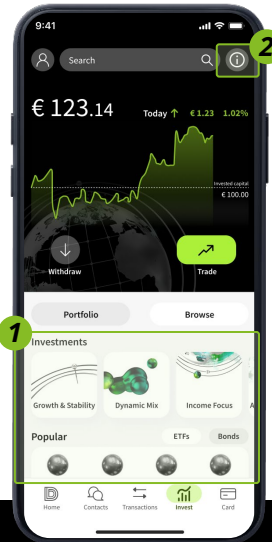 9:41
2
Search
€ 123.14
Today ↑ € 1.23 1.02%
Invested capital
€ 100.00
Withdraw
Trade
Portfolio
Browse
1
Investments
Growth & Stability
Dynamic Mix
Income Focus
A
Popular
ETFs
Bonds
Home
Contacts
Transactions
Invest
Card